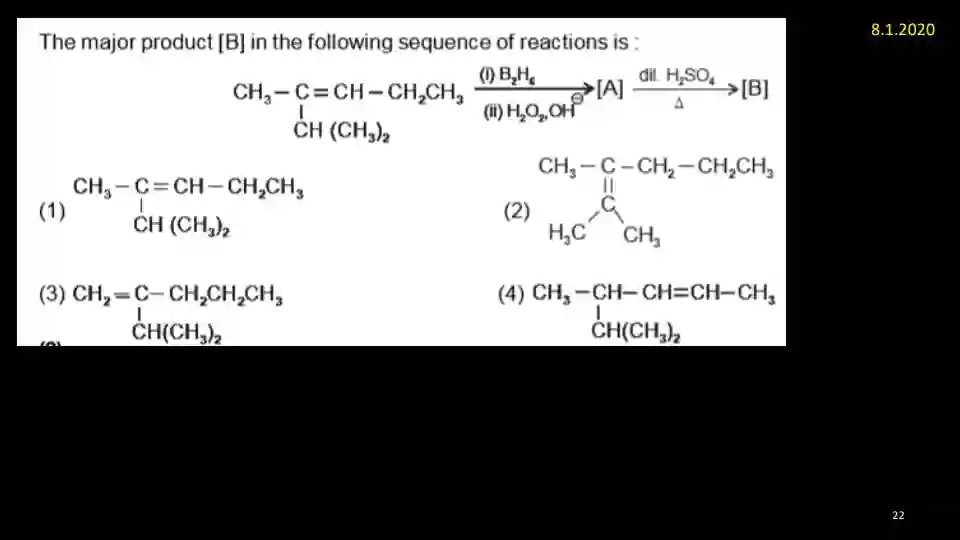 8.1.2020
The major product [B] in the following sequence of reactions is :
CH₃ – C = CH – CH₂CH₃ (i) B₂H₆ [A] dil. H₂SO₄ [B]
(ii) H₂O₂, OH⊖ Δ
CH (CH₃)₂
(1) CH₃ – C = CH – CH₂CH₃
CH (CH₃)₂
(2) CH₃ – C – CH₂ – CH₂CH₃
C
H₃C CH₃
(3) CH₂ = C – CH₂CH₂CH₃
CH(CH₃)₂
(4) CH₃ – CH – CH=CH–CH₃
CH(CH₃)₂
22